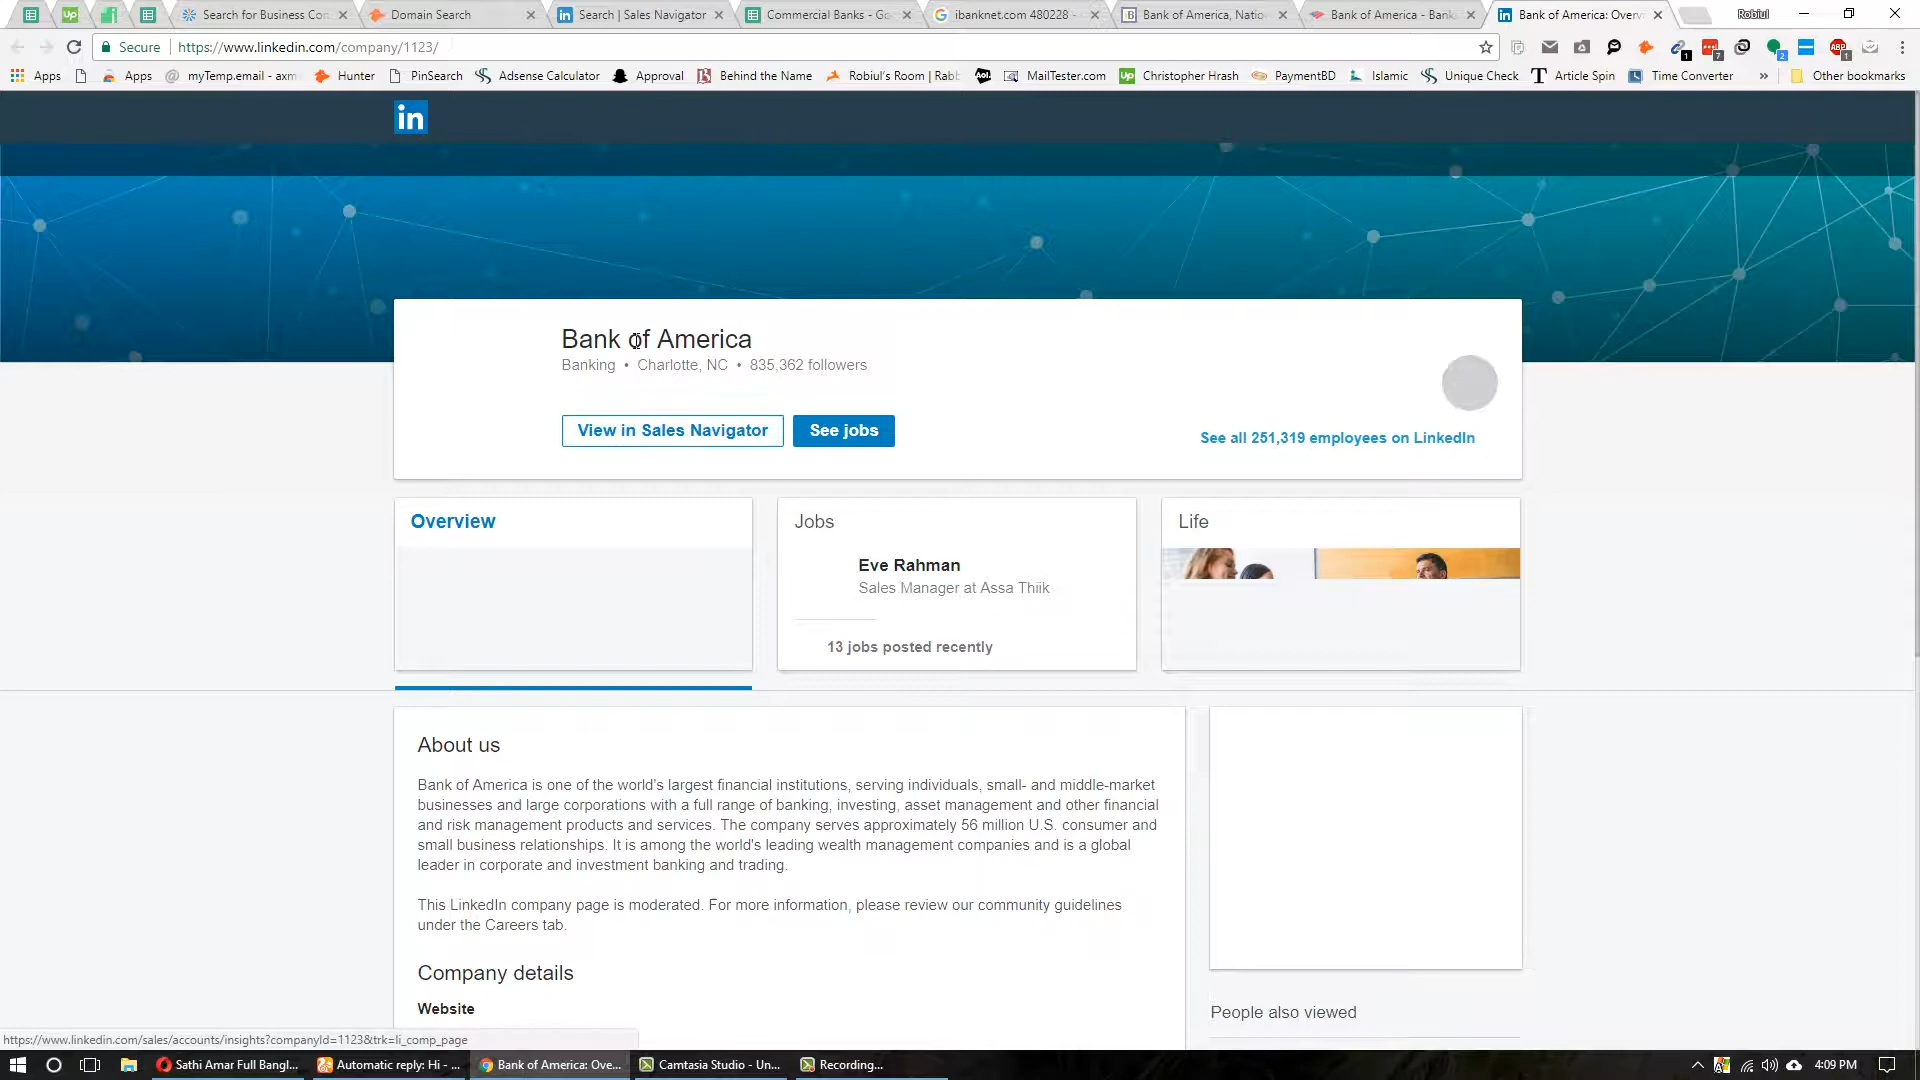 Search for Business Con
Domain Search
Search | Sales Navigator
Commercial Banks - Go
ibanknet.com 480228 -
Bank of America, Natio
Bank of America - Bank
Bank of America: Overv
Robiul
Secure
https://www.linkedin.com/company/1123/
Apps
Apps
myTemp.email - axm
Hunter
PinSearch
Adsense Calculator
Approval
Behind the Name
Robiul's Room | Rabb
Aol.
MailTester.com
Christopher Hrash
PaymentBD
Islamic
Unique Check
Article Spin
Time Converter
»
Other bookmarks
in
Bank of America
Banking • Charlotte, NC • 835,362 followers
View in Sales Navigator
See jobs
See all 251,319 employees on LinkedIn
Overview
Jobs
Eve Rahman
Sales Manager at Assa Thiik
13 jobs posted recently
Life
About us
Bank of America is one of the world's largest financial institutions, serving individuals, small- and middle-market
businesses and large corporations with a full range of banking, investing, asset management and other financial
and risk management products and services. The company serves approximately 56 million U.S. consumer and
small business relationships. It is among the world's leading wealth management companies and is a global
leader in corporate and investment banking and trading.
This LinkedIn company page is moderated. For more information, please review our community guidelines
under the Careers tab.
Company details
Website
People also viewed
https://www.linkedin.com/sales/accounts/insights?companyId=1123&trk=li_comp_page
Sathi Amar Full Bangl...
Automatic reply: Hi - ...
Bank of America: Ove...
Camtasia Studio - Un...
Recording...
4:09 PM